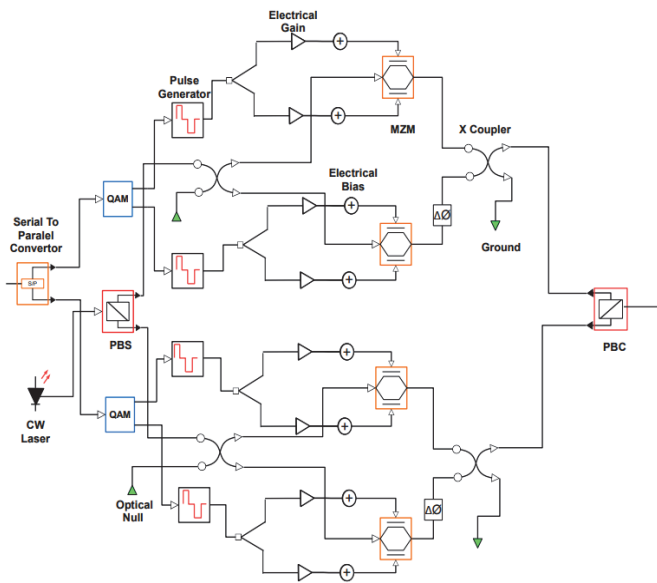 Electrical
Gain
Pulse
Generator
MZM
X Coupler
QAM
Electrical
Bias
Serial To
Paralel
Convertor
S/P
ΔØ
Ground
PBS
PBC
CW
Laser
QAM
Optical
Null
ΔØ